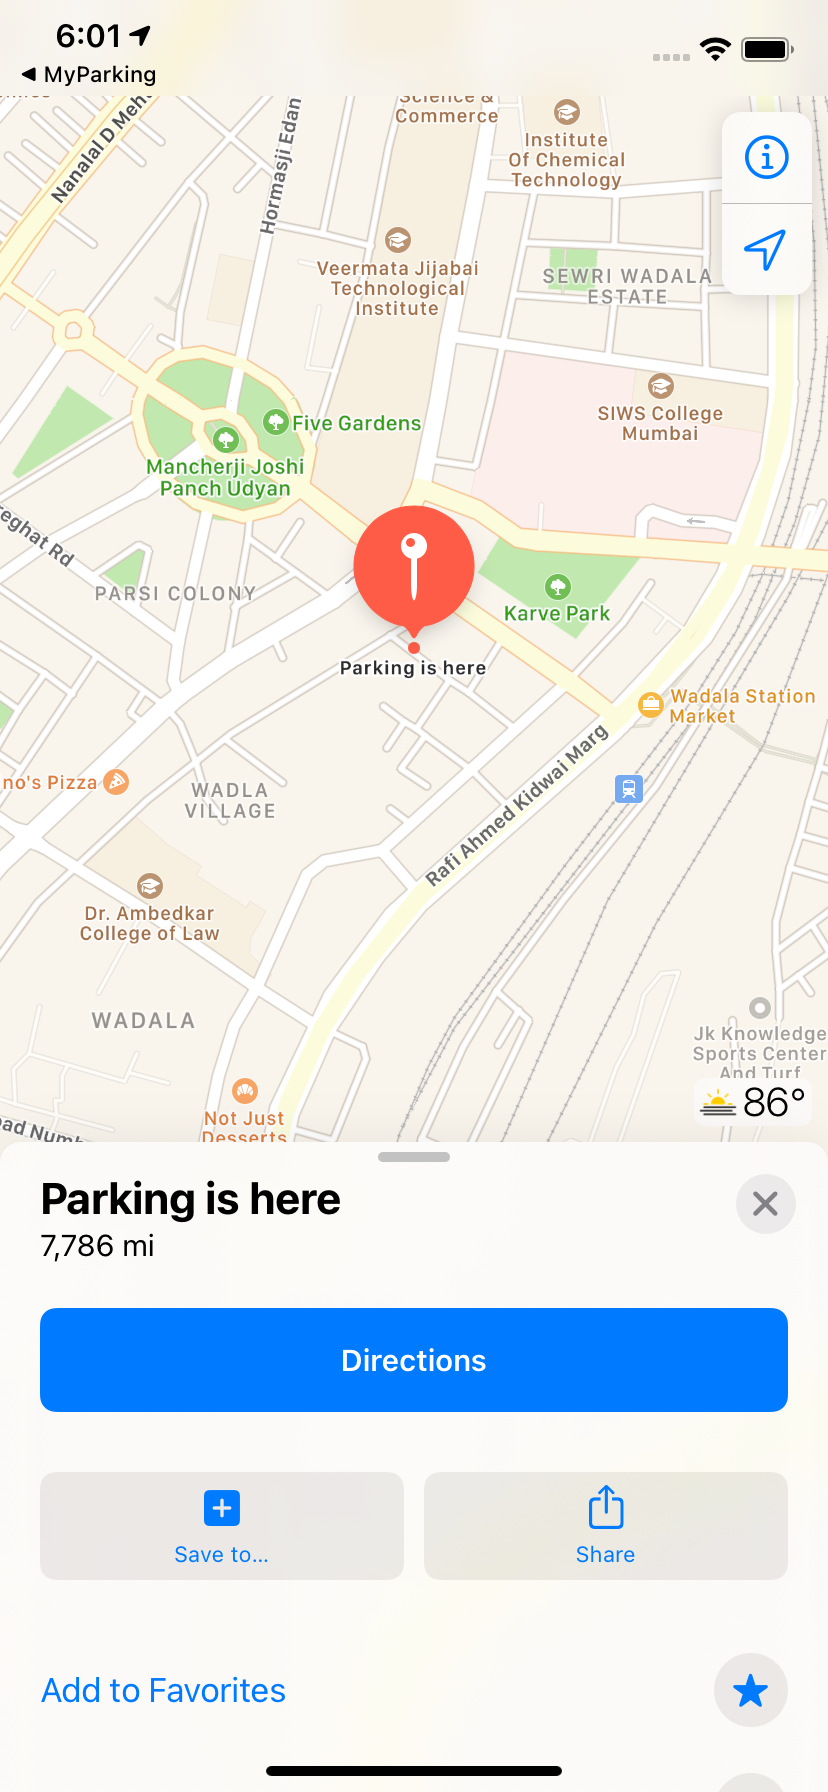 6:01
MyParking
Science &
Commerce
Nanalal D Meh
Hormasji Edan
Institute
Of Chemical
Technology
Veermata Jijabai
Technological
Institute
SEWRI WADALA
ESTATE
SIWS College
Mumbai
Five Gardens
Mancherji Joshi
Panch Udyan
eghat Rd
PARSI COLONY
Karve Park
Parking is here
Wadala Station
Market
no's Pizza
WADLA
VILLAGE
Rafi Ahmed Kidwai Marg
Dr. Ambedkar
College of Law
WADALA
Jk Knowledge
Sports Center
And Turf
86°
Not Just
Desserts
oad Numb
Parking is here
7,786 mi
Directions
Save to...
Share
Add to Favorites